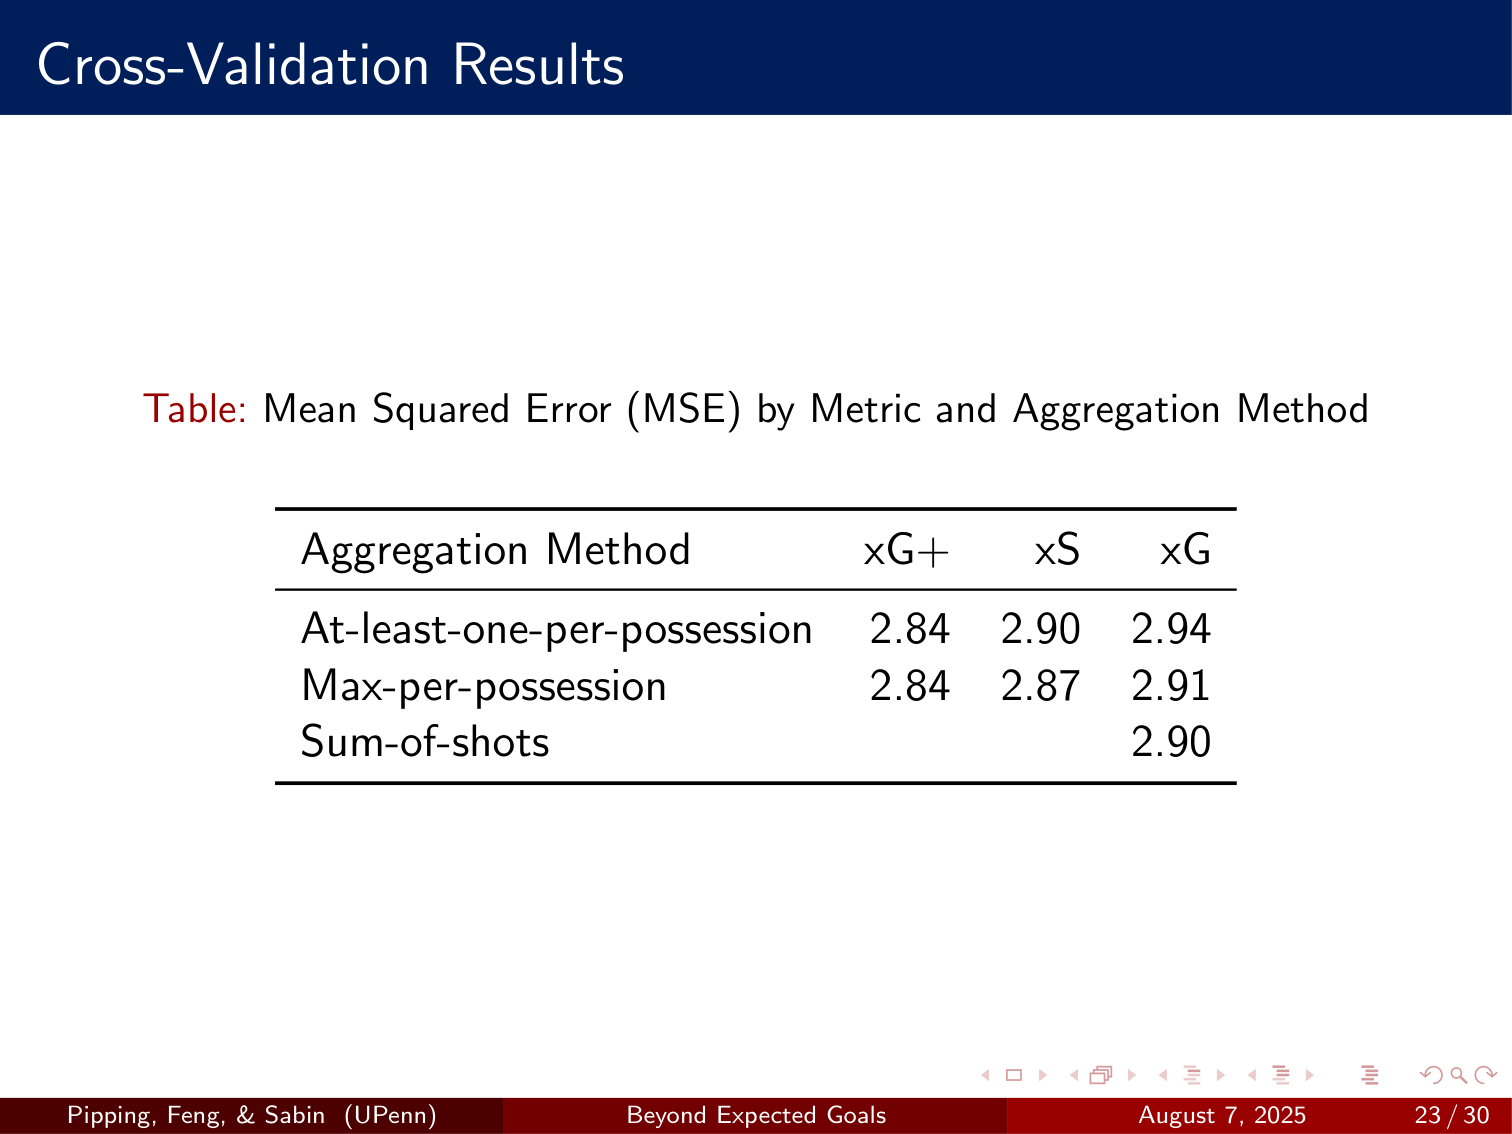 Cross-Validation Results
Table: Mean Squared Error (MSE) by Metric and Aggregation Method
Aggregation Method xG+ xS xG
At-least-one-per-possession 2.84 2.90 2.94
Max-per-possession 2.84 2.87 2.91
Sum-of-shots 2.90
Pipping, Feng, & Sabin (UPenn) Beyond Expected Goals August 7, 2025 23 / 30